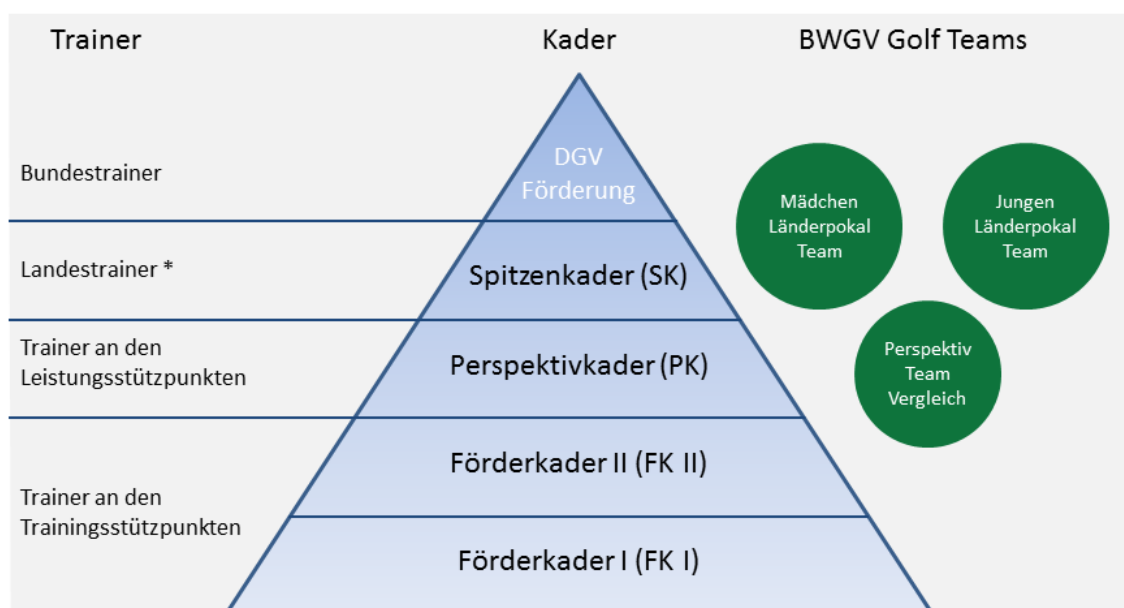 Trainer
Kader
BWGV Golf Teams
Bundestrainer
DGV
Förderung
Mädchen
Länderpokal
Team
Jungen
Länderpokal
Team
Landestrainer *
Spitzenkader (SK)
Trainer an den
Leistungsstützpunkten
Perspektivkader (PK)
Perspektiv
Team
Vergleich
Förderkader II (FK II)
Trainer an den
Trainingsstützpunkten
Förderkader I (FK I)